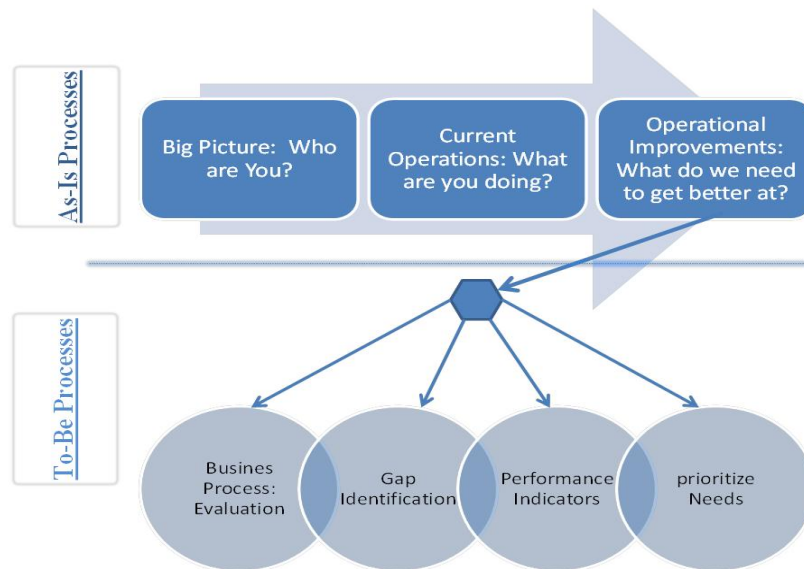 As-Is Processes
Big Picture: Who
are You?
Current
Operations: What
are you doing?
Operational
Improvements:
What do we need
to get better at?
To-Be Processes
Busines
Process:
Evaluation
Gap
Identification
Performance
Indicators
prioritize
Needs